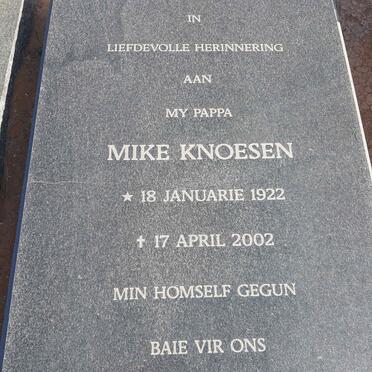 IN
LIEFDEVOLLE HERINNERING
AAN
MY PAPPA
MIKE KNOESEN
★ 18 JANUARIE 1922
✝ 17 APRIL 2002
MIN HOMSELF GEGUN
BAIE VIR ONS